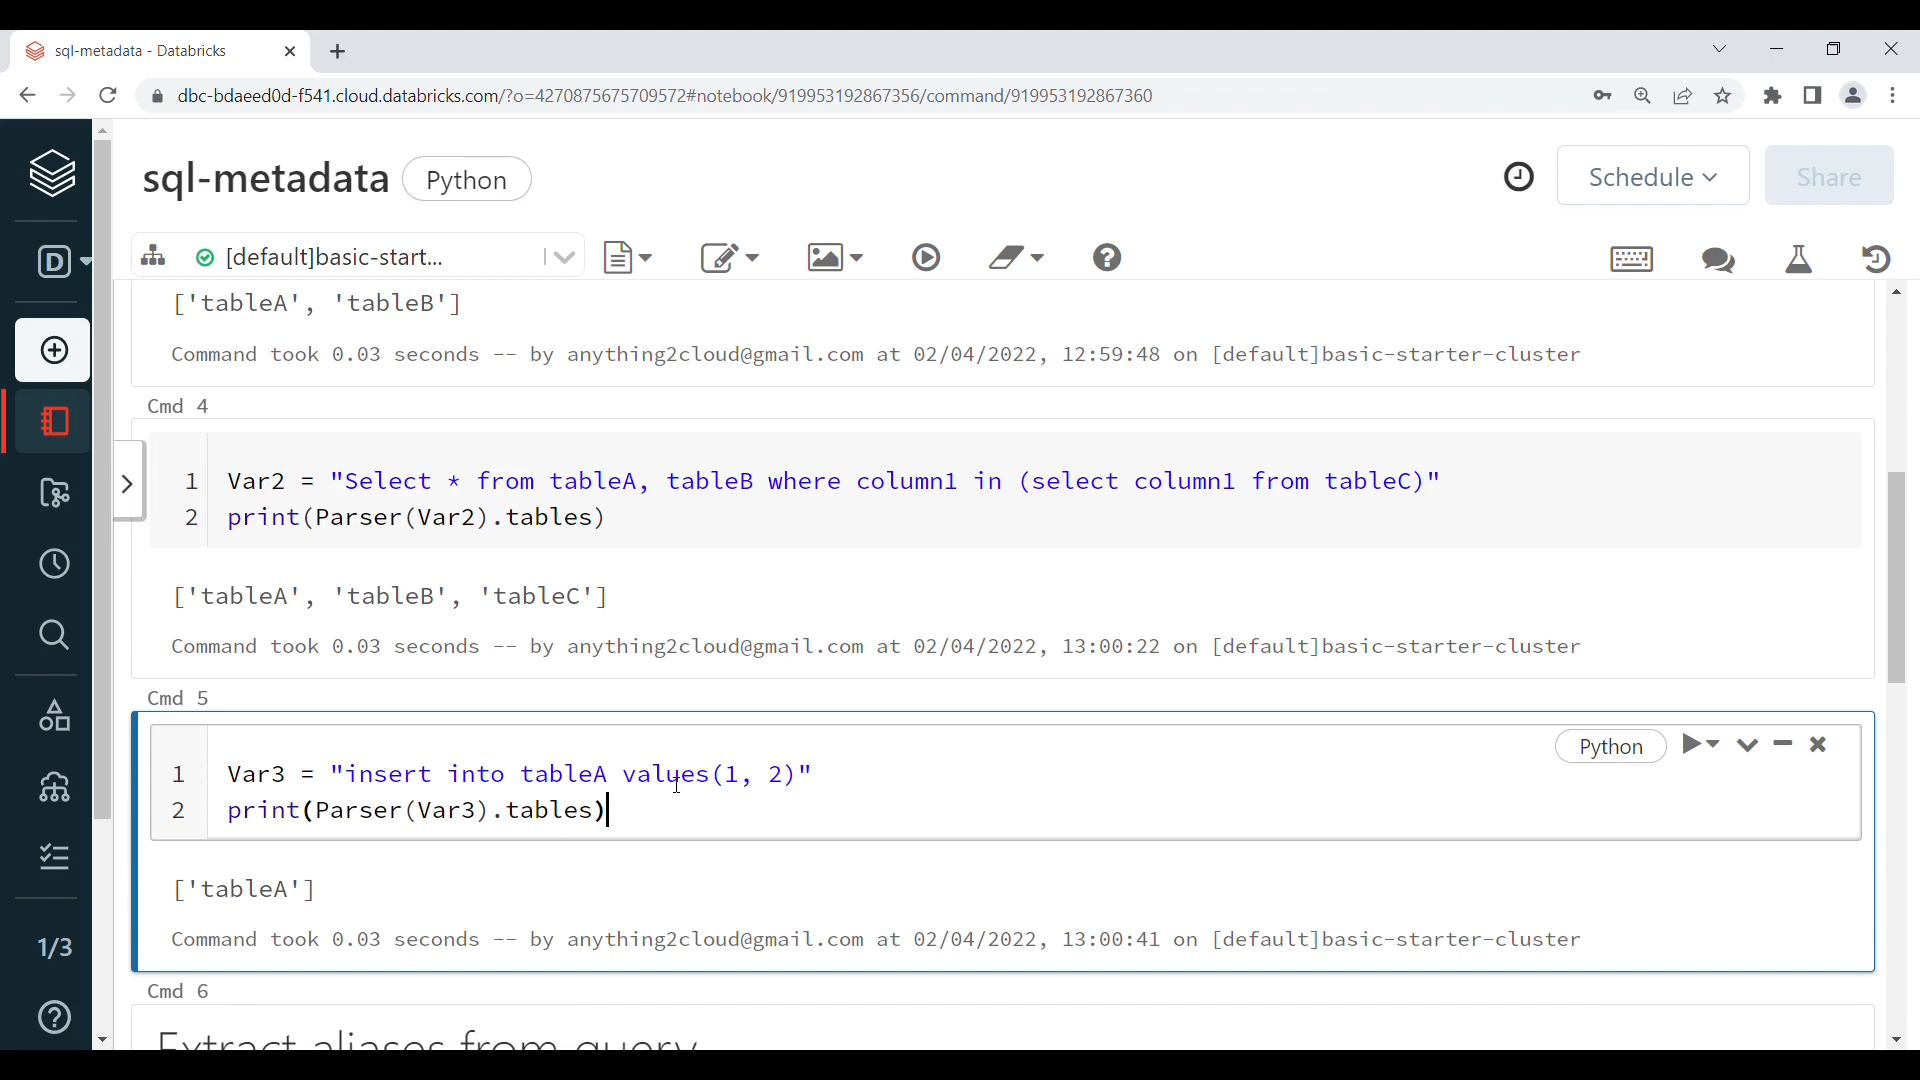 sql-metadata - Databricks
dbc-bdaeed0d-f541.cloud.databricks.com/?o=4270875675709572#notebook/919953192867356/command/919953192867360
sql-metadata Python
Schedule Share
D
[default]basic-start...
['tableA', 'tableB']
Command took 0.03 seconds -- by anything2cloud@gmail.com at 02/04/2022, 12:59:48 on [default]basic-starter-cluster
Cmd 4
1 Var2 = "Select * from tableA, tableB where column1 in (select column1 from tableC)"
2 print(Parser(Var2).tables)
['tableA', 'tableB', 'tableC']
Command took 0.03 seconds -- by anything2cloud@gmail.com at 02/04/2022, 13:00:22 on [default]basic-starter-cluster
Cmd 5
Python
1 Var3 = "insert into tableA values(1, 2)"
2 print(Parser(Var3).tables)
['tableA']
Command took 0.03 seconds -- by anything2cloud@gmail.com at 02/04/2022, 13:00:41 on [default]basic-starter-cluster
1/3
Cmd 6
Extract aliases from query